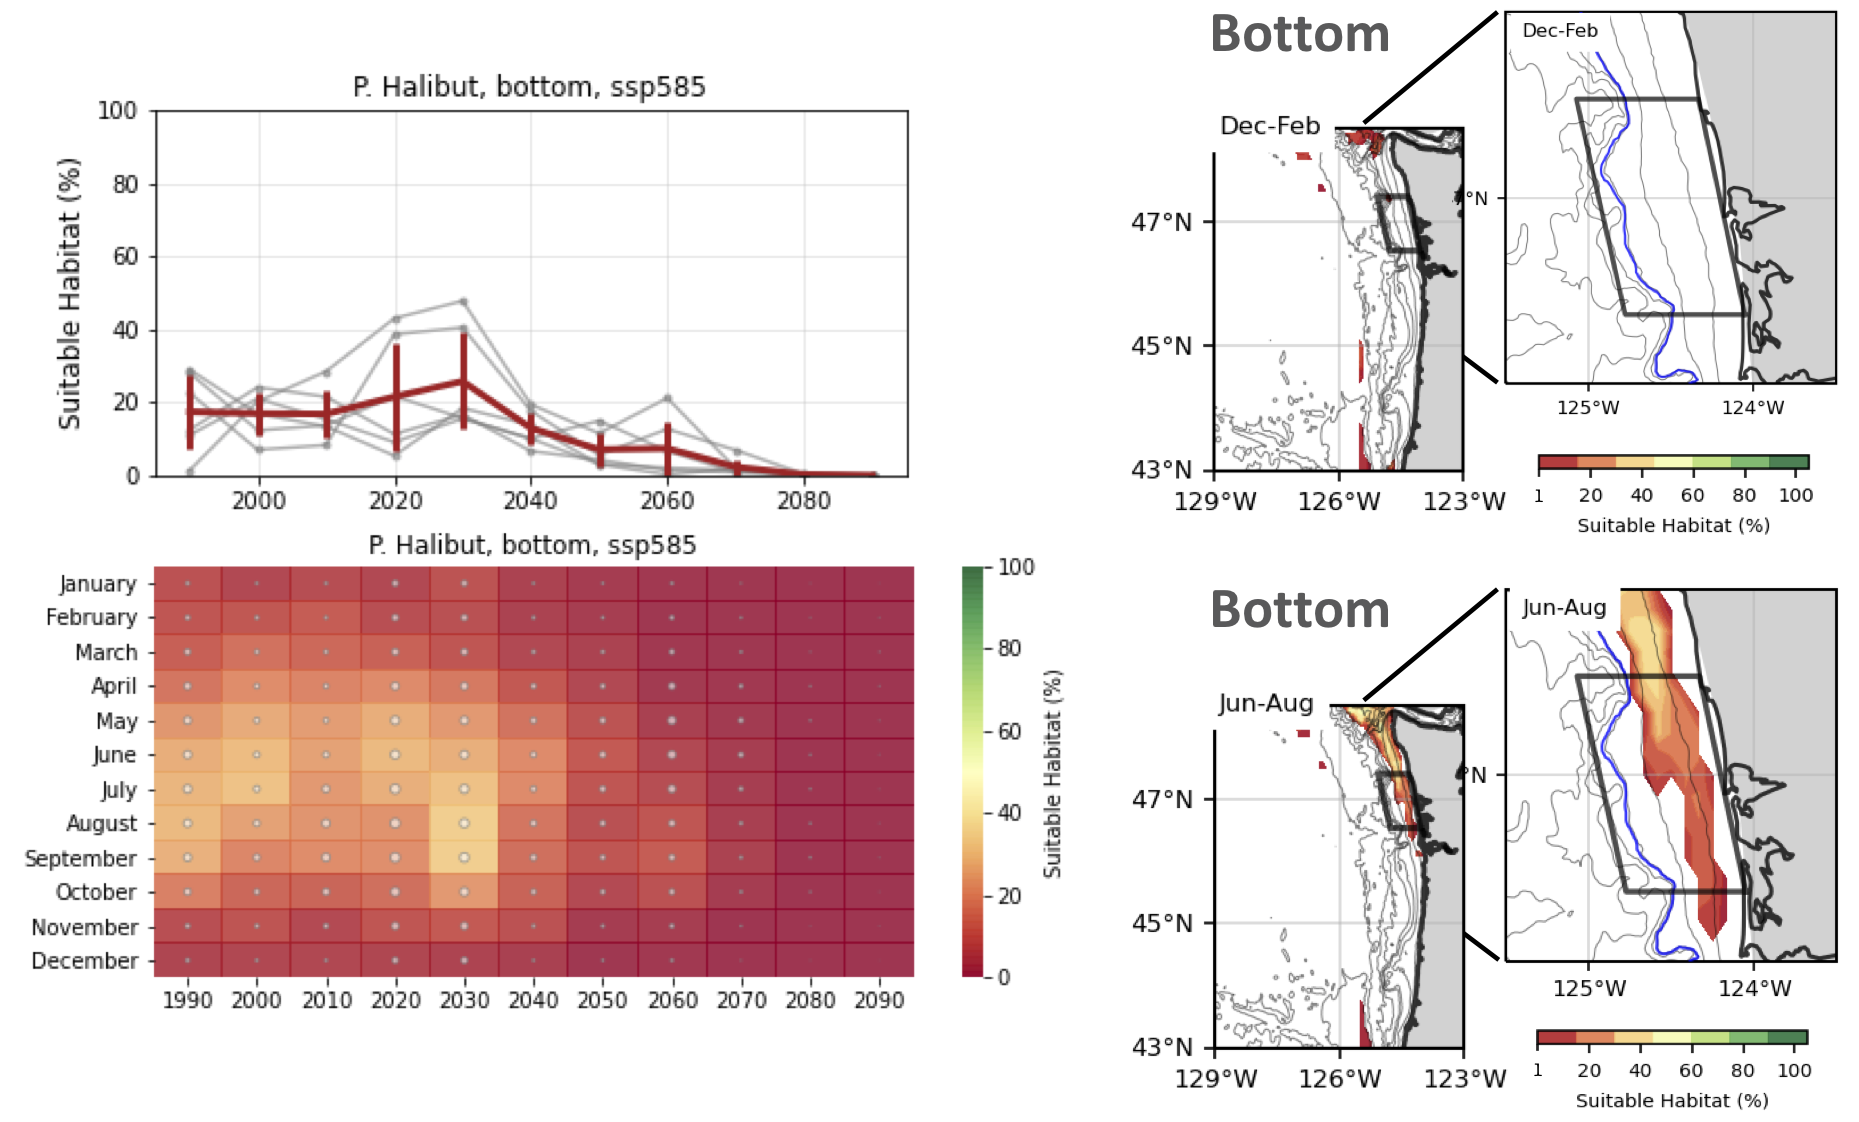 P. Halibut, bottom, ssp585
Suitable Habitat (%)
100
80
60
40
20
0
2000
2020
2040
2060
2080
P. Halibut, bottom, ssp585
January
February
March
April
May
June
July
August
September
October
November
December
1990
2000
2010
2020
2030
2040
2050
2060
2070
2080
2090
100
80
60
40
20
0
Suitable Habitat (%)
Bottom
Dec-Feb
47°N
45°N
43°N
129°W
126°W
123°W
Dec-Feb
°N
125°W
124°W
1
20
40
60
80
100
Suitable Habitat (%)
Bottom
Jun-Aug
47°N
45°N
43°N
129°W
126°W
123°W
Jun-Aug
°N
125°W
124°W
1
20
40
60
80
100
Suitable Habitat (%)